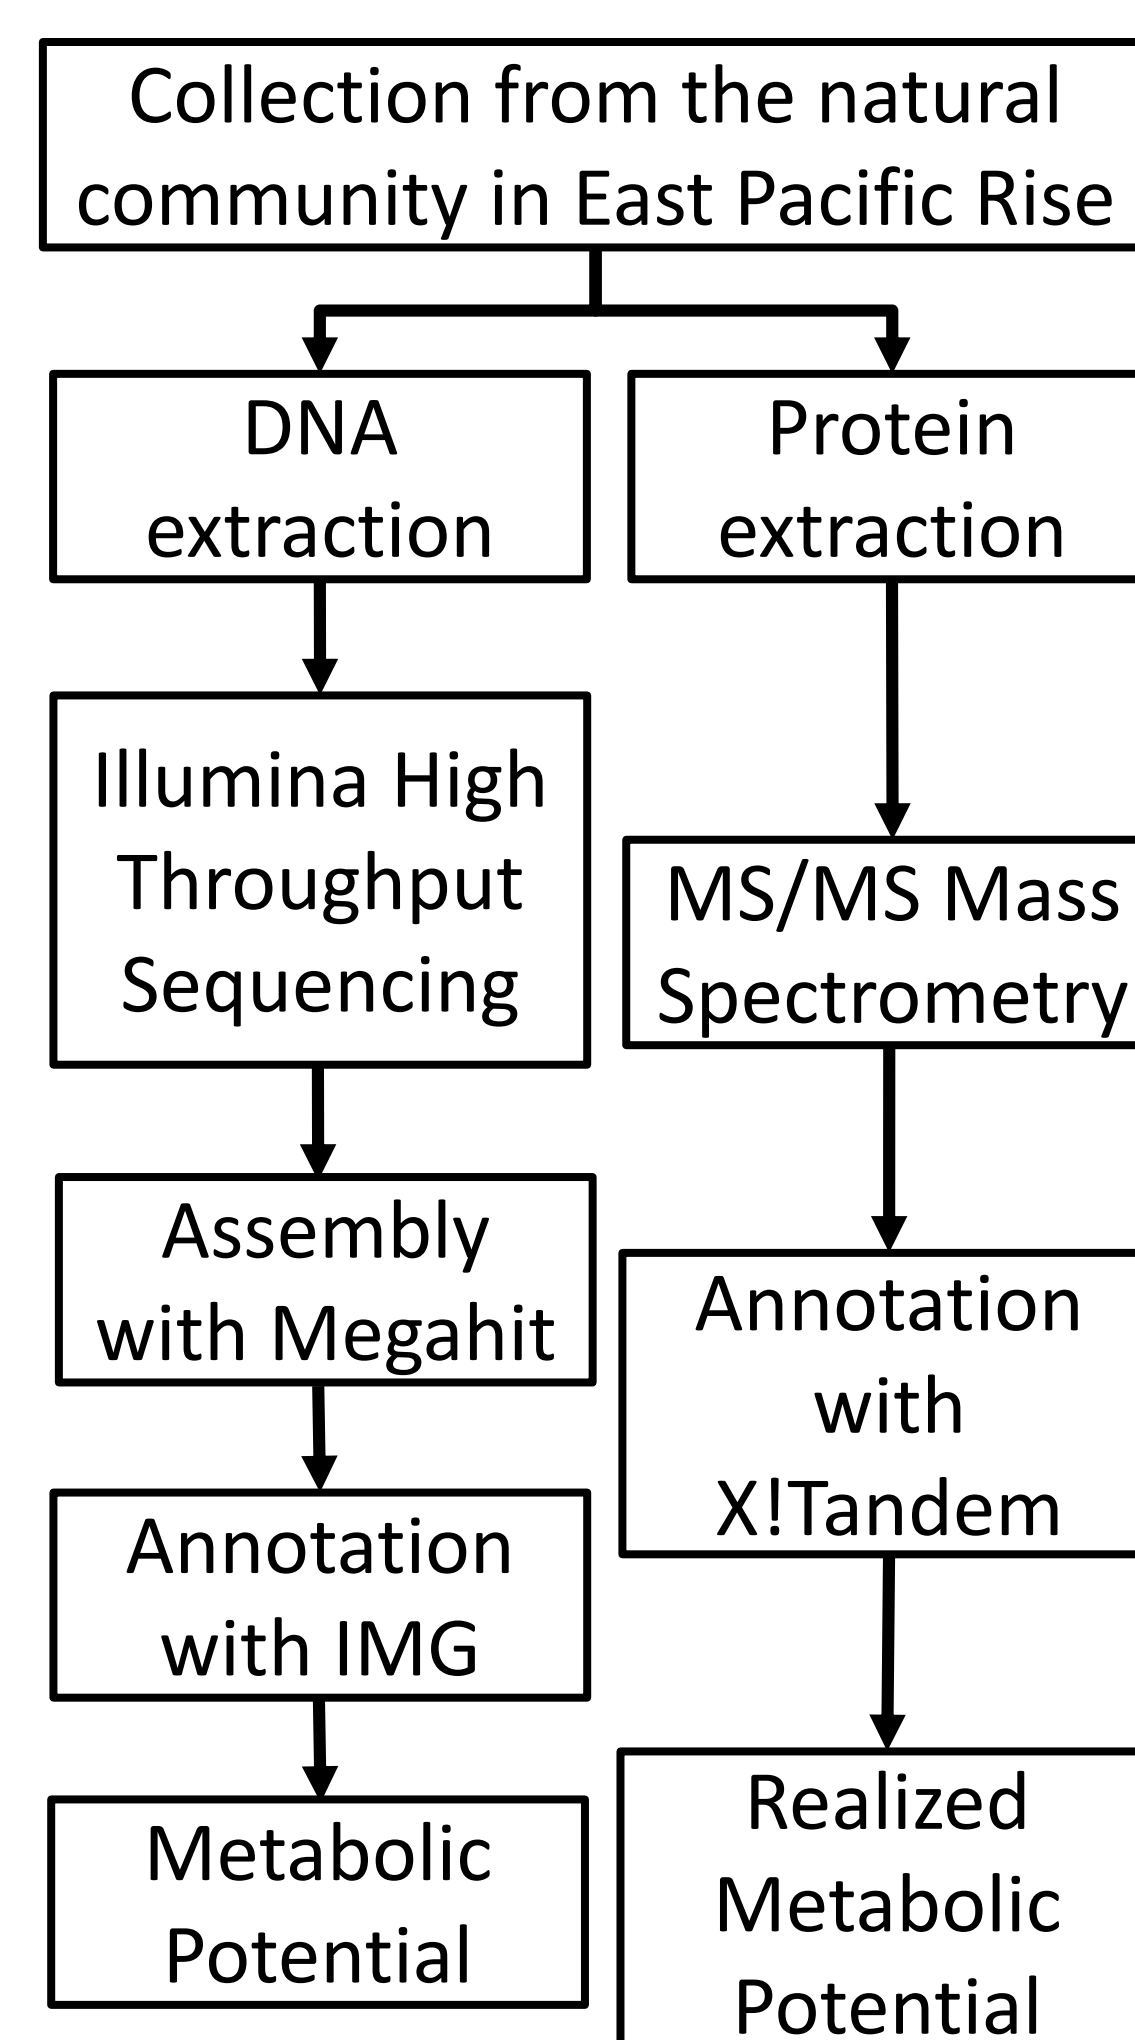 Collection from the natural
community in East Pacific Rise
DNA
extraction
Protein
extraction
Illumina High
Throughput
Sequencing
MS/MS Mass
Spectrometry
Assembly
with Megahit
Annotation
with
X!Tandem
Annotation
with IMG
Metabolic
Potential
Realized
Metabolic
Potential